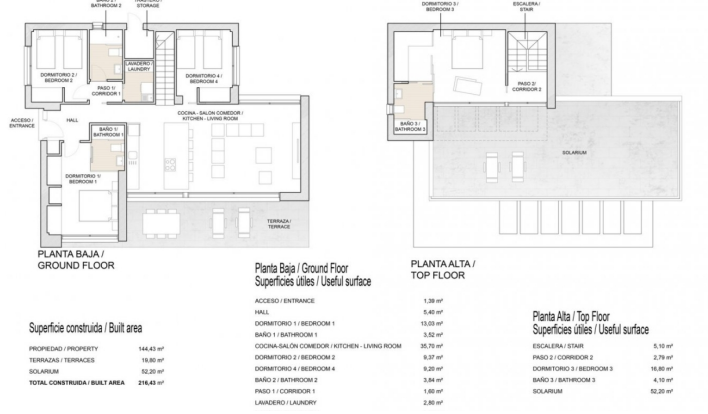 BATHROOM 2
STORAGE
DORMITORIO 2 /
BEDROOM 2
LAVADERO /
LAUNDRY
DORMITORIO 4 /
BEDROOM 4
PASO 1/
CORRIDOR 1
ACCESO /
ENTRANCE
HALL
COCINA - SALÓN COMEDOR /
KITCHEN - LIVING ROOM
BAÑO 1/
BATHROOM 1
DORMITORIO 1/
BEDROOM 1
TERRAZA /
TERRACE
PLANTA BAJA /
GROUND FLOOR
DORMITORIO 3 /
BEDROOM 3
ESCALERA /
STAIR
PASO 2/
CORRIDOR 2
BAÑO 3 /
BATHROOM 3
SOLARIUM
PLANTA ALTA /
TOP FLOOR
Superficie construida / Built area
PROPIEDAD / PROPERTY 144,43 m²
TERRAZAS / TERRACES 19,80 m²
SOLARIUM 52,20 m²
TOTAL CONSTRUIDA / BUILT AREA 216,43 m²
Planta Baja / Ground Floor
Superficies útiles / Useful surface
ACCESO / ENTRANCE 1,39 m²
HALL 5,40 m²
DORMITORIO 1 / BEDROOM 1 13,03 m²
BAÑO 1 / BATHROOM 1 3,52 m²
COCINA-SALÓN COMEDOR / KITCHEN - LIVING ROOM 35,70 m²
DORMITORIO 2 / BEDROOM 2 9,37 m²
DORMITORIO 4 / BEDROOM 4 9,20 m²
BAÑO 2 / BATHROOM 2 3,84 m²
PASO 1 / CORRIDOR 1 1,60 m²
LAVADERO / LAUNDRY 2,80 m²
Planta Alta / Top Floor
Superficies útiles / Useful surface
ESCALERA / STAIR 5,10 m²
PASO 2 / CORRIDOR 2 2,79 m²
DORMITORIO 3 / BEDROOM 3 16,80 m²
BAÑO 3 / BATHROOM 3 4,10 m²
SOLARIUM 52,20 m²